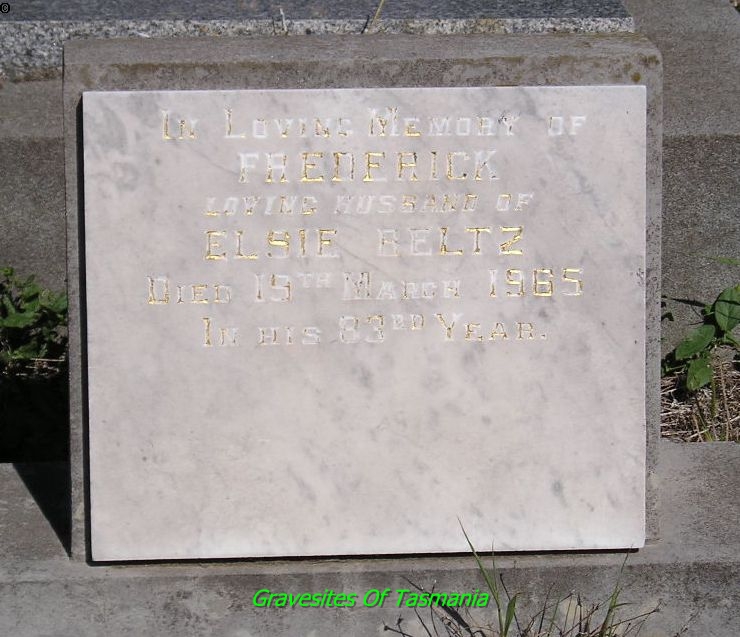 In Loving Memory of
FREDERICK
LOVING HUSBAND OF
ELSIE BELTZ
Died 19TH March 1965
In his 83RD Year.
Gravesites Of Tasmania